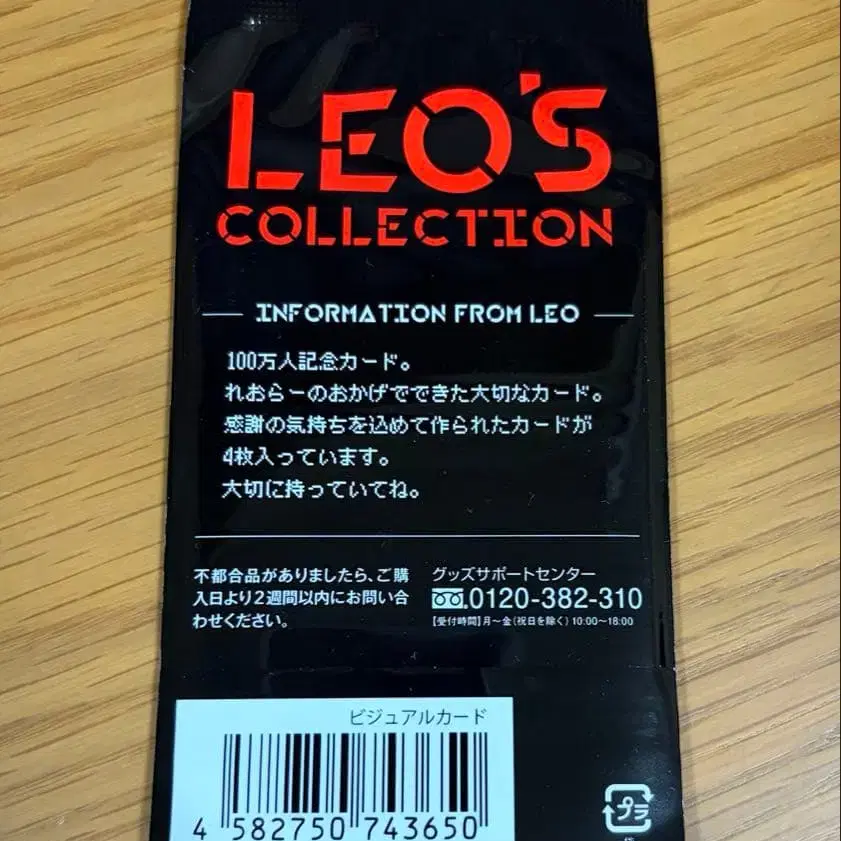 LEO'S
COLLECTION
INFORMATION FROM LEO
100万人記念カード。
れおらーのおかげでできた大切なカード。
感謝の気持ちを込めて作られたカードが
4枚入っています。
大切に持っていてね。
不都合品がありましたら、ご購
入日より2週間以内にお問い合
わせください。
グッズサポートセンター
0120-382-310
【受付時間】月〜金(祝日を除く)10:00〜18:00
ビジュアルカード
4 582750 743650
プラ